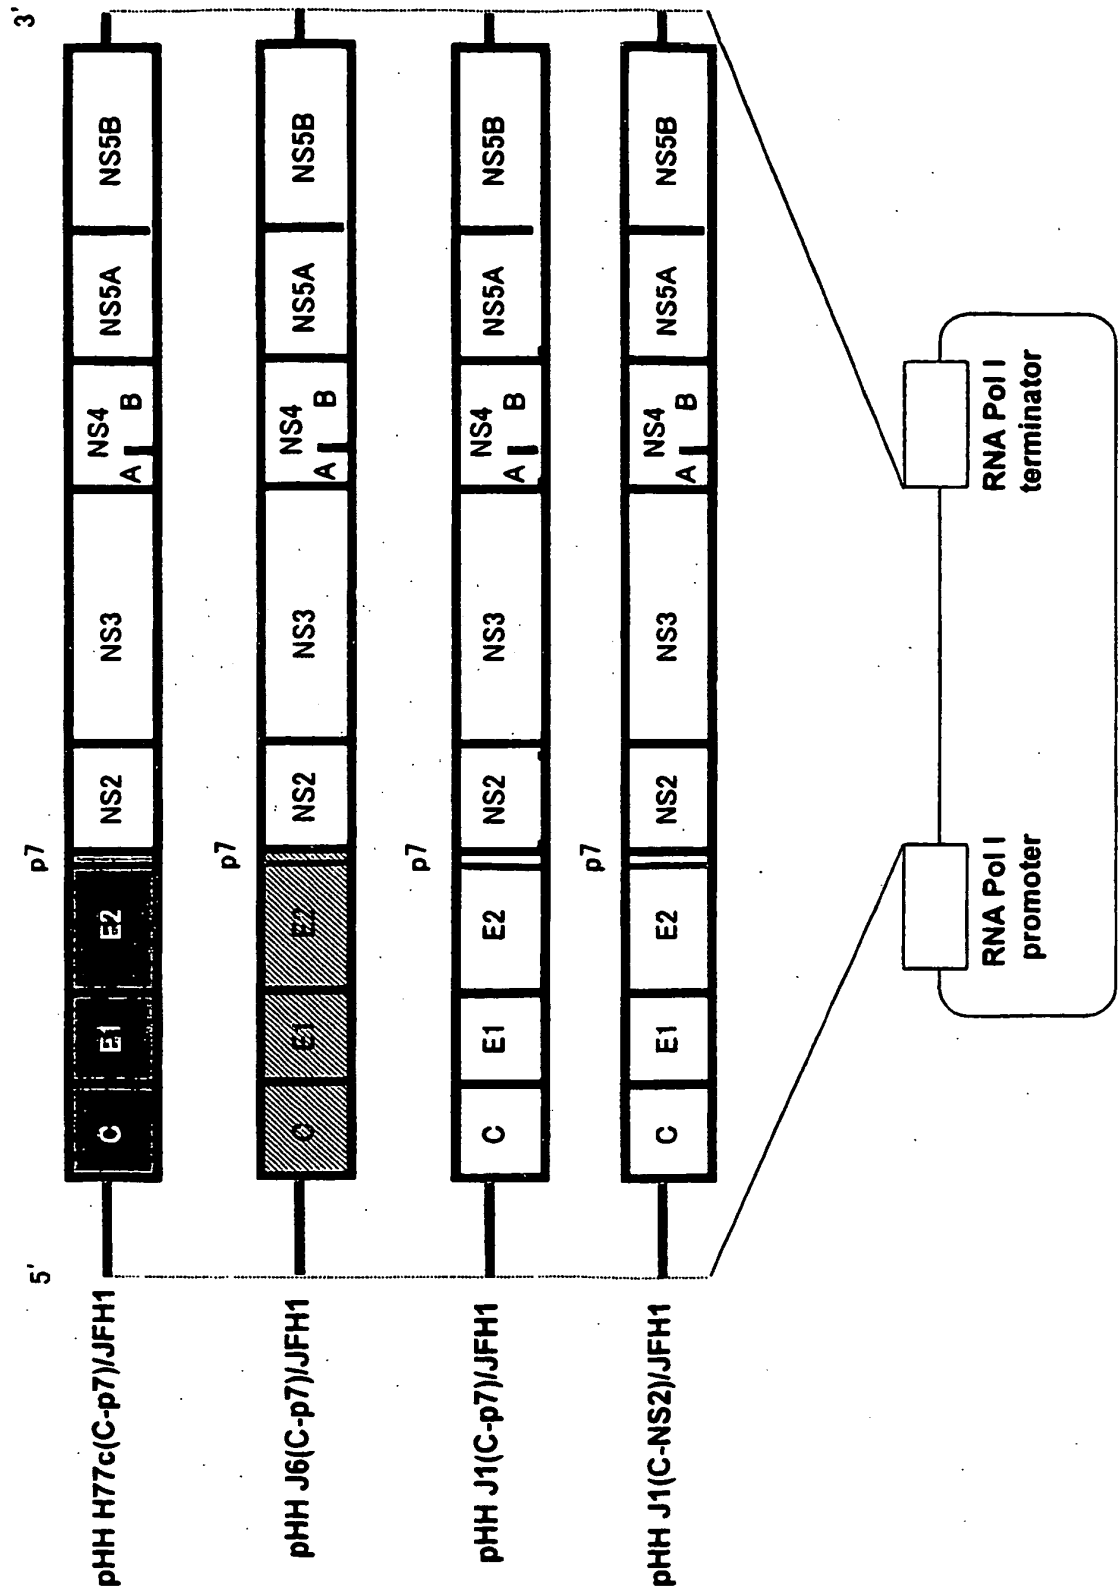 5' 3'
p7
pHH H77c(C-p7)/JFH1 C E1 E2 NS2 NS3 NS4 A B NS5A NS5B
p7
pHH J6(C-p7)/JFH1 C E1 E2 NS2 NS3 NS4 A B NS5A NS5B
p7
pHH J1(C-p7)/JFH1 C E1 E2 NS2 NS3 NS4 A B NS5A NS5B
p7
pHH J1(C-NS2)/JFH1 C E1 E2 NS2 NS3 NS4 A B NS5A NS5B
RNA Pol I
promoter
RNA Pol I
terminator